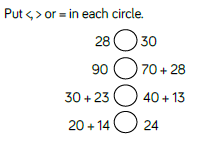 Put <, > or = in each circle.
28 30
90 70 + 28
30 + 23 40 + 13
20 + 14 24